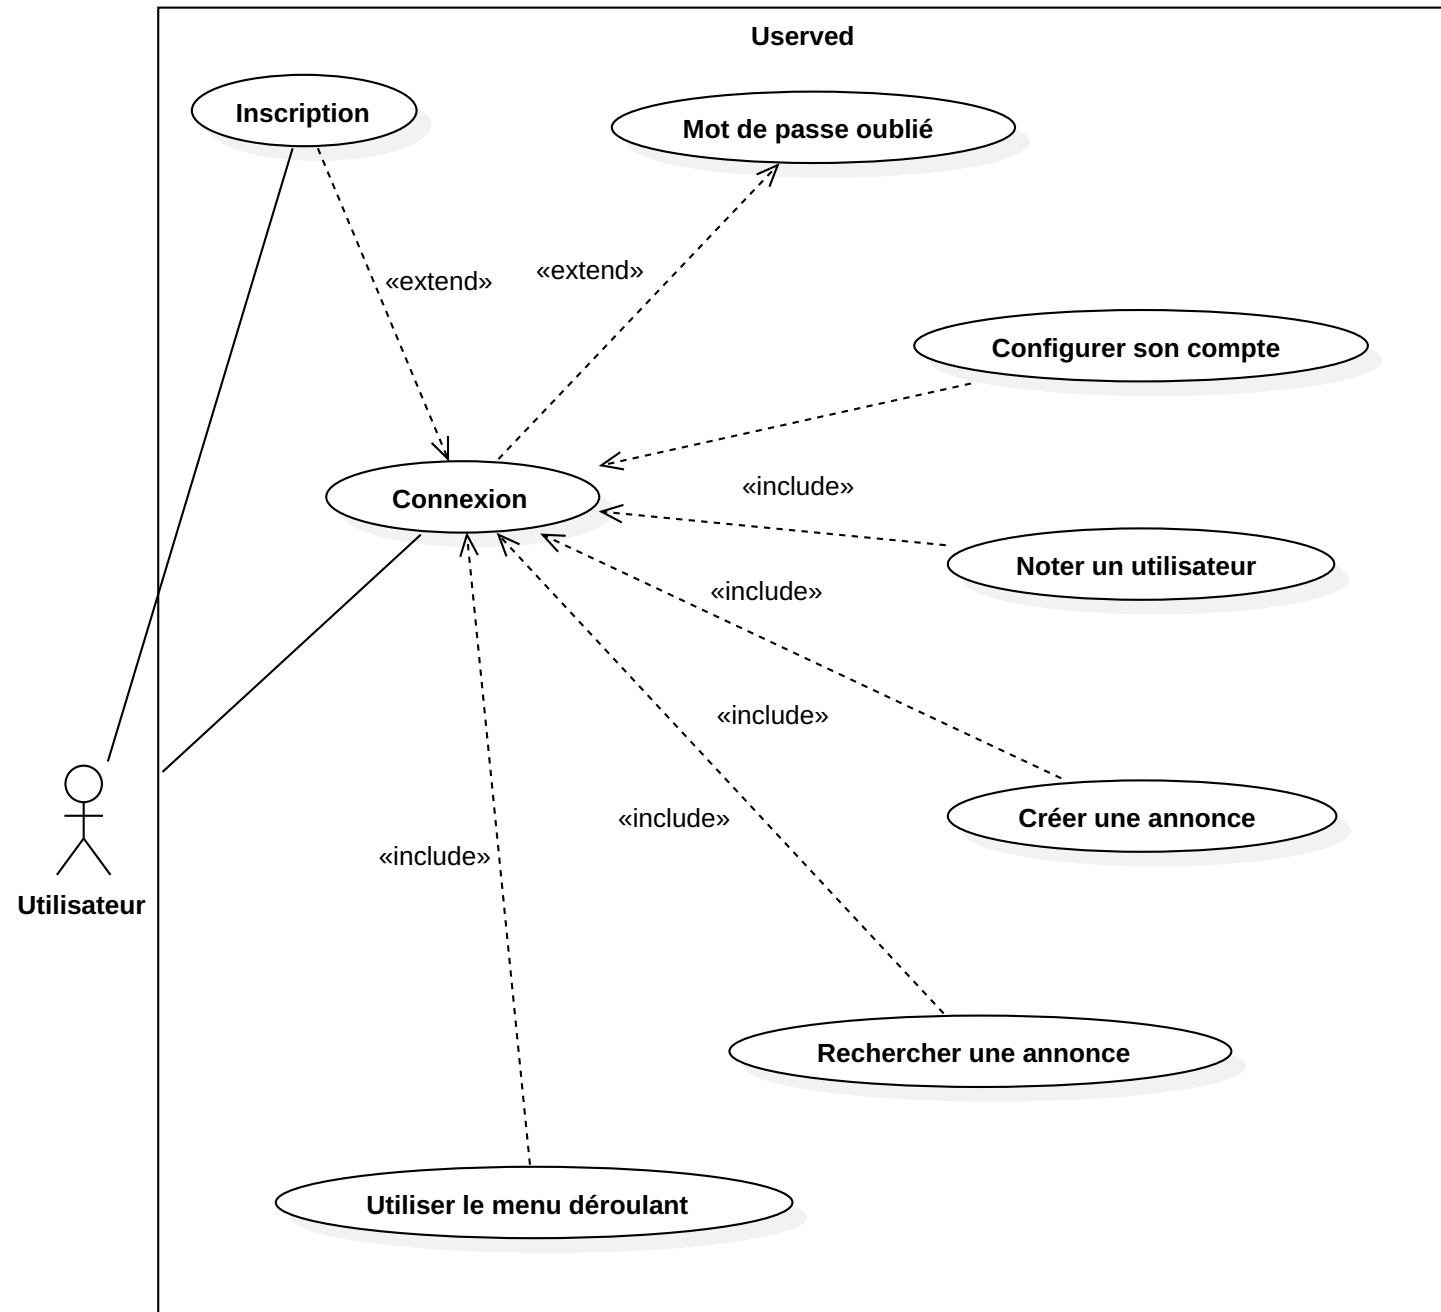 Userved
Inscription
Mot de passe oublié
«extend»
«extend»
Configurer son compte
Connexion
«include»
Noter un utilisateur
«include»
«include»
Créer une annonce
«include»
«include»
Utilisateur
Rechercher une annonce
Utiliser le menu déroulant